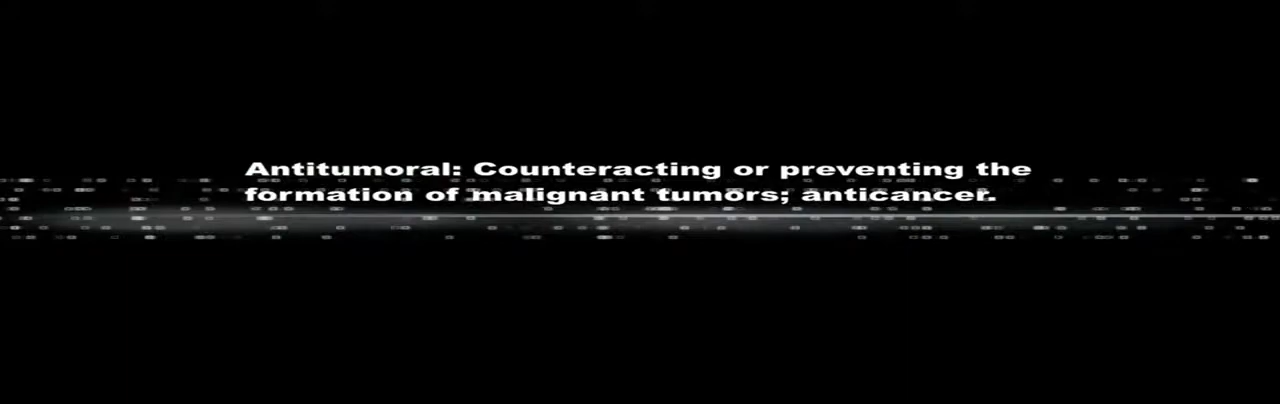 Antitumoral: Counteracting or preventing the
formation of malignant tumors; anticancer.